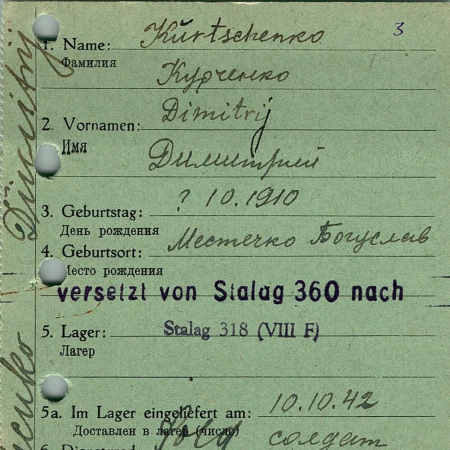 3
1. Name: Kurtschenko
Фамилия Курченко
Dimitrij
2. Vornamen:
Имя Димитрий
3. Geburtstag: ? 10.1910
День рождения
4. Geburtsort: Местечко Богуслав
Место рождения
versetzt von Stalag 360 nach
5. Lager: Stalag 318 (VIII F)
Лагерь
5a. Im Lager eingeliefert am: 10.10.42
Доставлен в лагерь (число)
солдат
Dimitrij